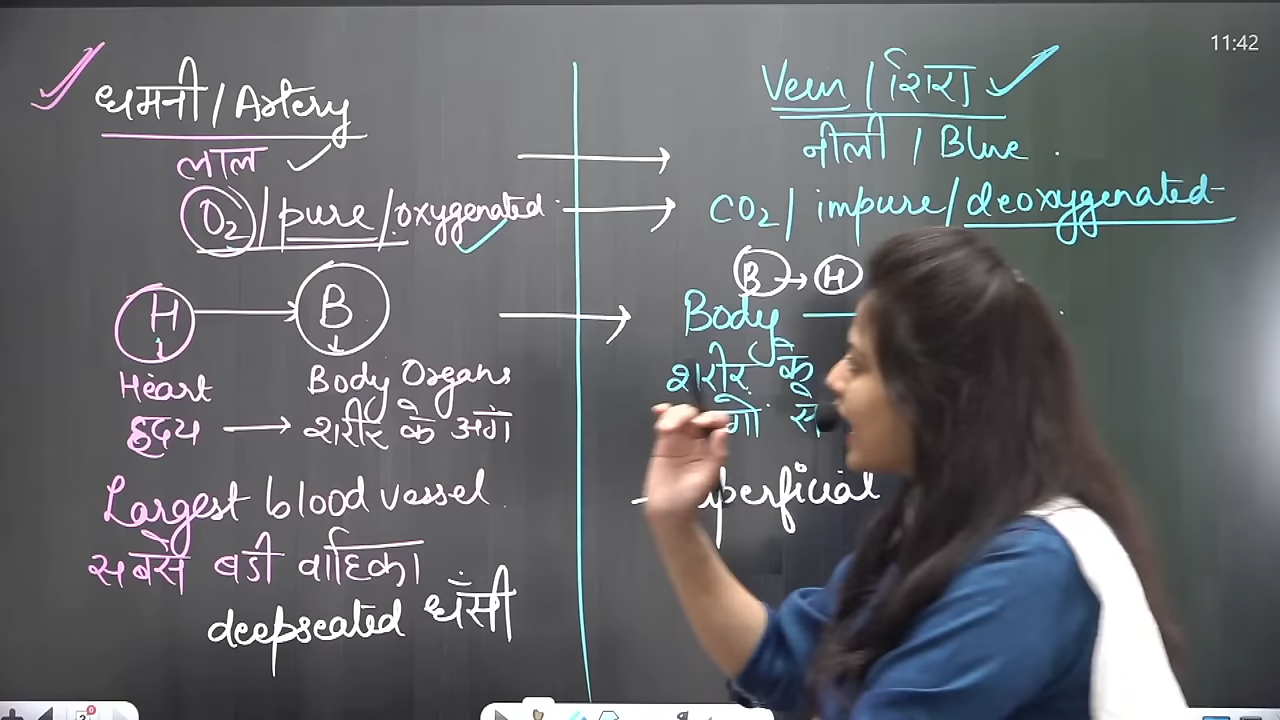 11:42
धमनी / Artery
लाल
O2 / pure / oxygenated
H → B
Heart Body Organs
हृदय → शरीर के अंग
Largest blood vessel
सबसे बडी वाहिका
deepseated धंसी
Vein / शिरा
नीली / Blue .
CO2 / impure / deoxygenated
B → H
Body
शरीर के